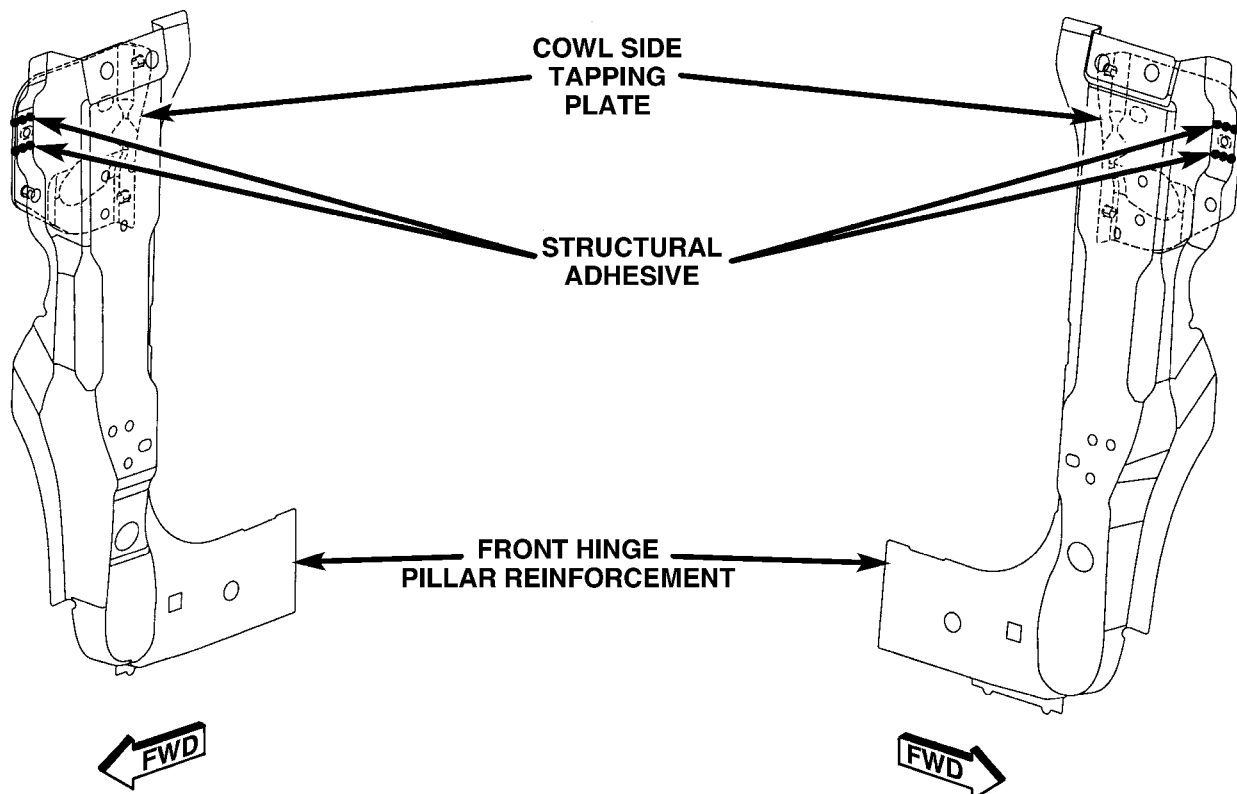 COWL SIDE
TAPPING
PLATE
STRUCTURAL
ADHESIVE
FRONT HINGE
PILLAR REINFORCEMENT
FWD
FWD